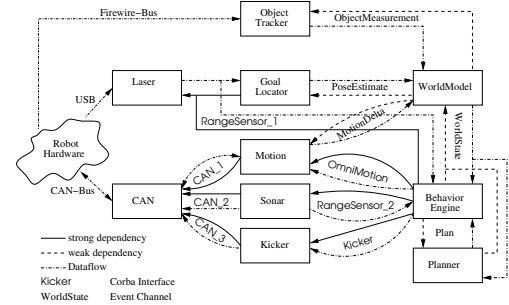 Firewire-Bus
Object
Tracker
ObjectMeasurement
Laser
Goal
Locator
PoseEstimate
WorldModel
USB
RangeSensor_1
MotionDelta
WorldState
Robot
Hardware
CAN_1
Motion
OmniMotion
CAN-Bus
CAN
CAN_2
Sonar
RangeSensor_2
Behavior
Engine
CAN_3
Kicker
Kicker
Plan
Planner
strong dependency
weak dependency
Dataflow
Kicker Corba Interface
WorldState Event Channel